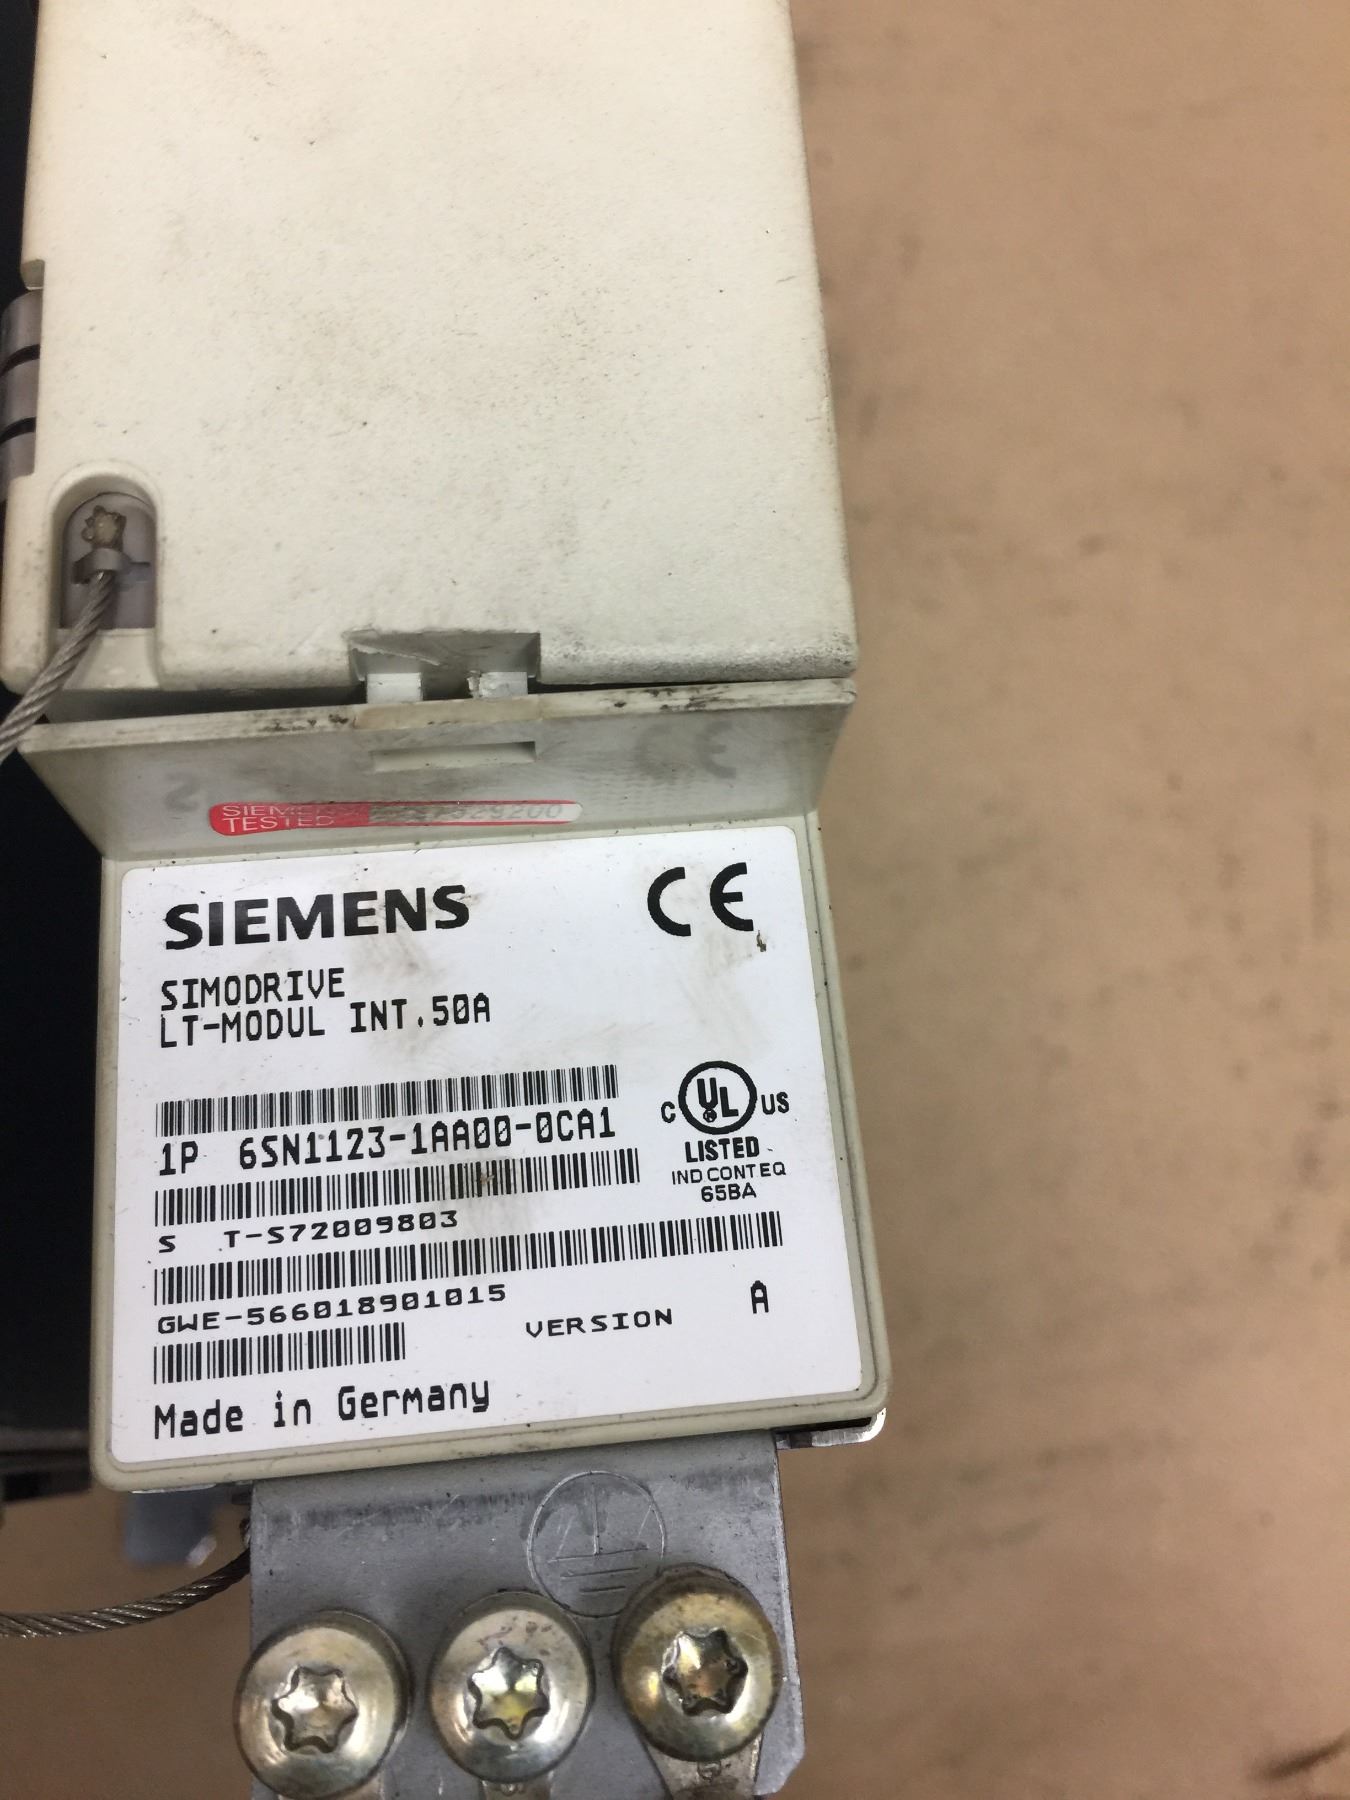 SIEMENS
TESTED
SIEMENS
CE
SIMODRIVE
LT-MODUL INT.50A
1P 6SN1123-1AA00-0CA1
C UL US
LISTED
IND CONT EQ
65BA
S T-S72009803
GWE-566018901015
VERSION A
Made in Germany